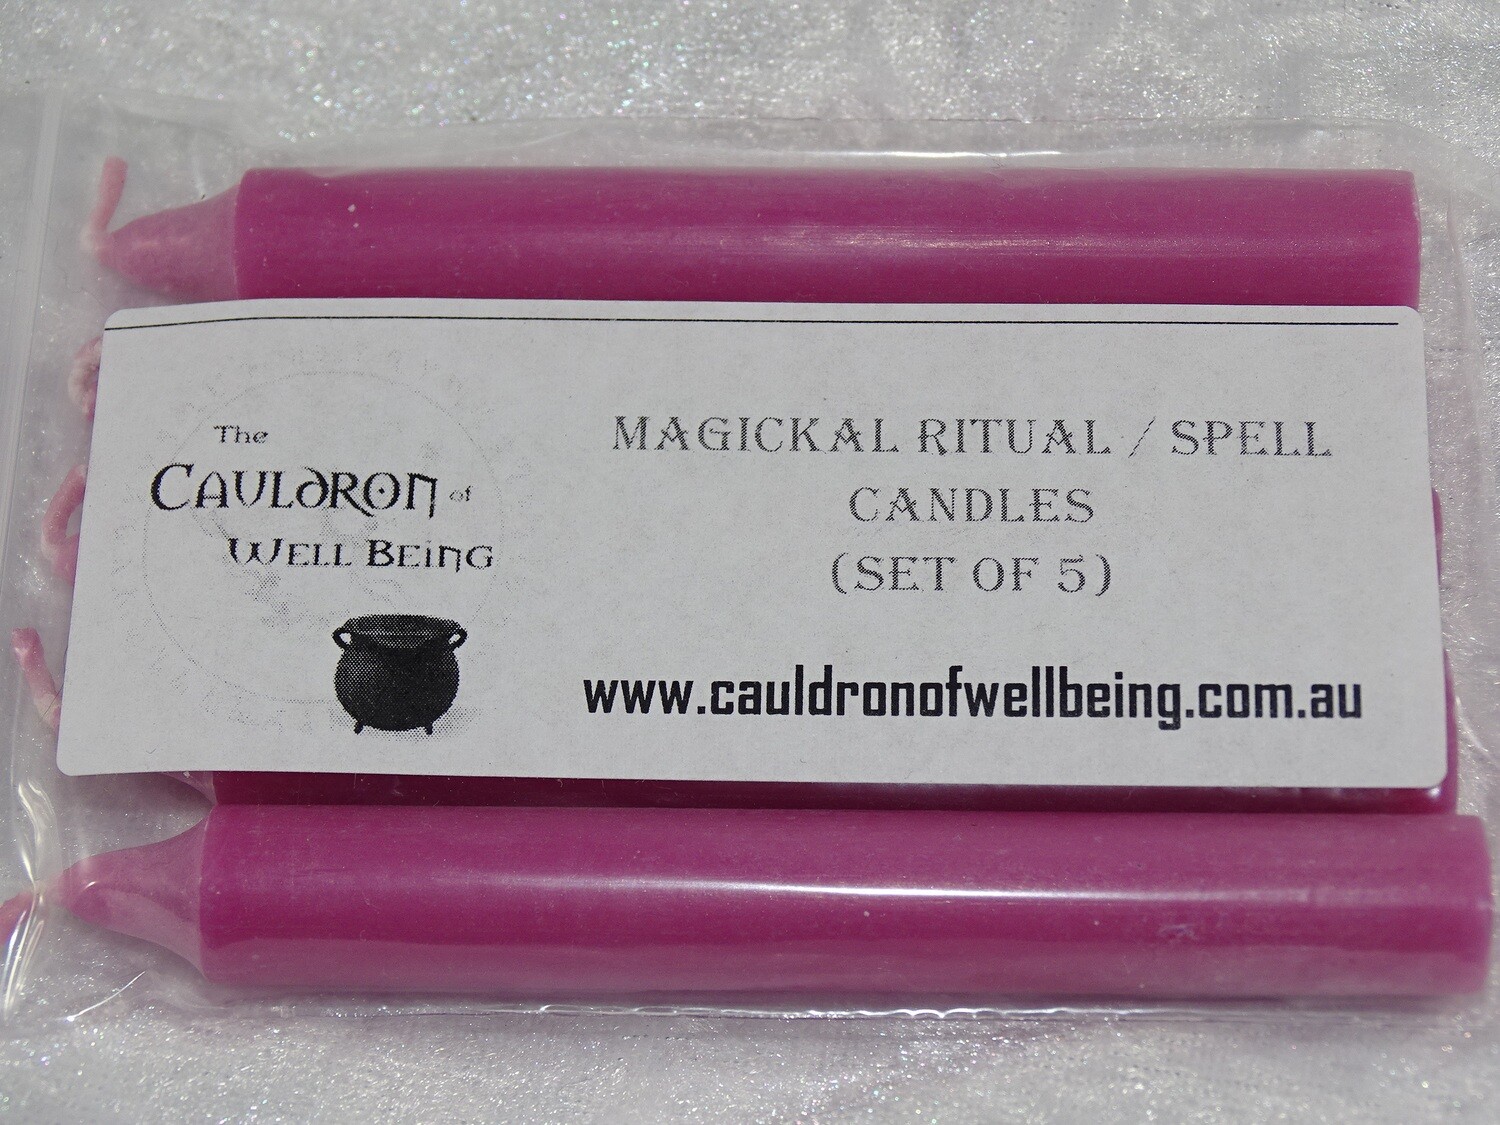 The
Cauldron of
Well Being
MAGICKAL RITUAL / SPELL
CANDLES
(SET OF 5)
www.cauldronofwellbeing.com.au